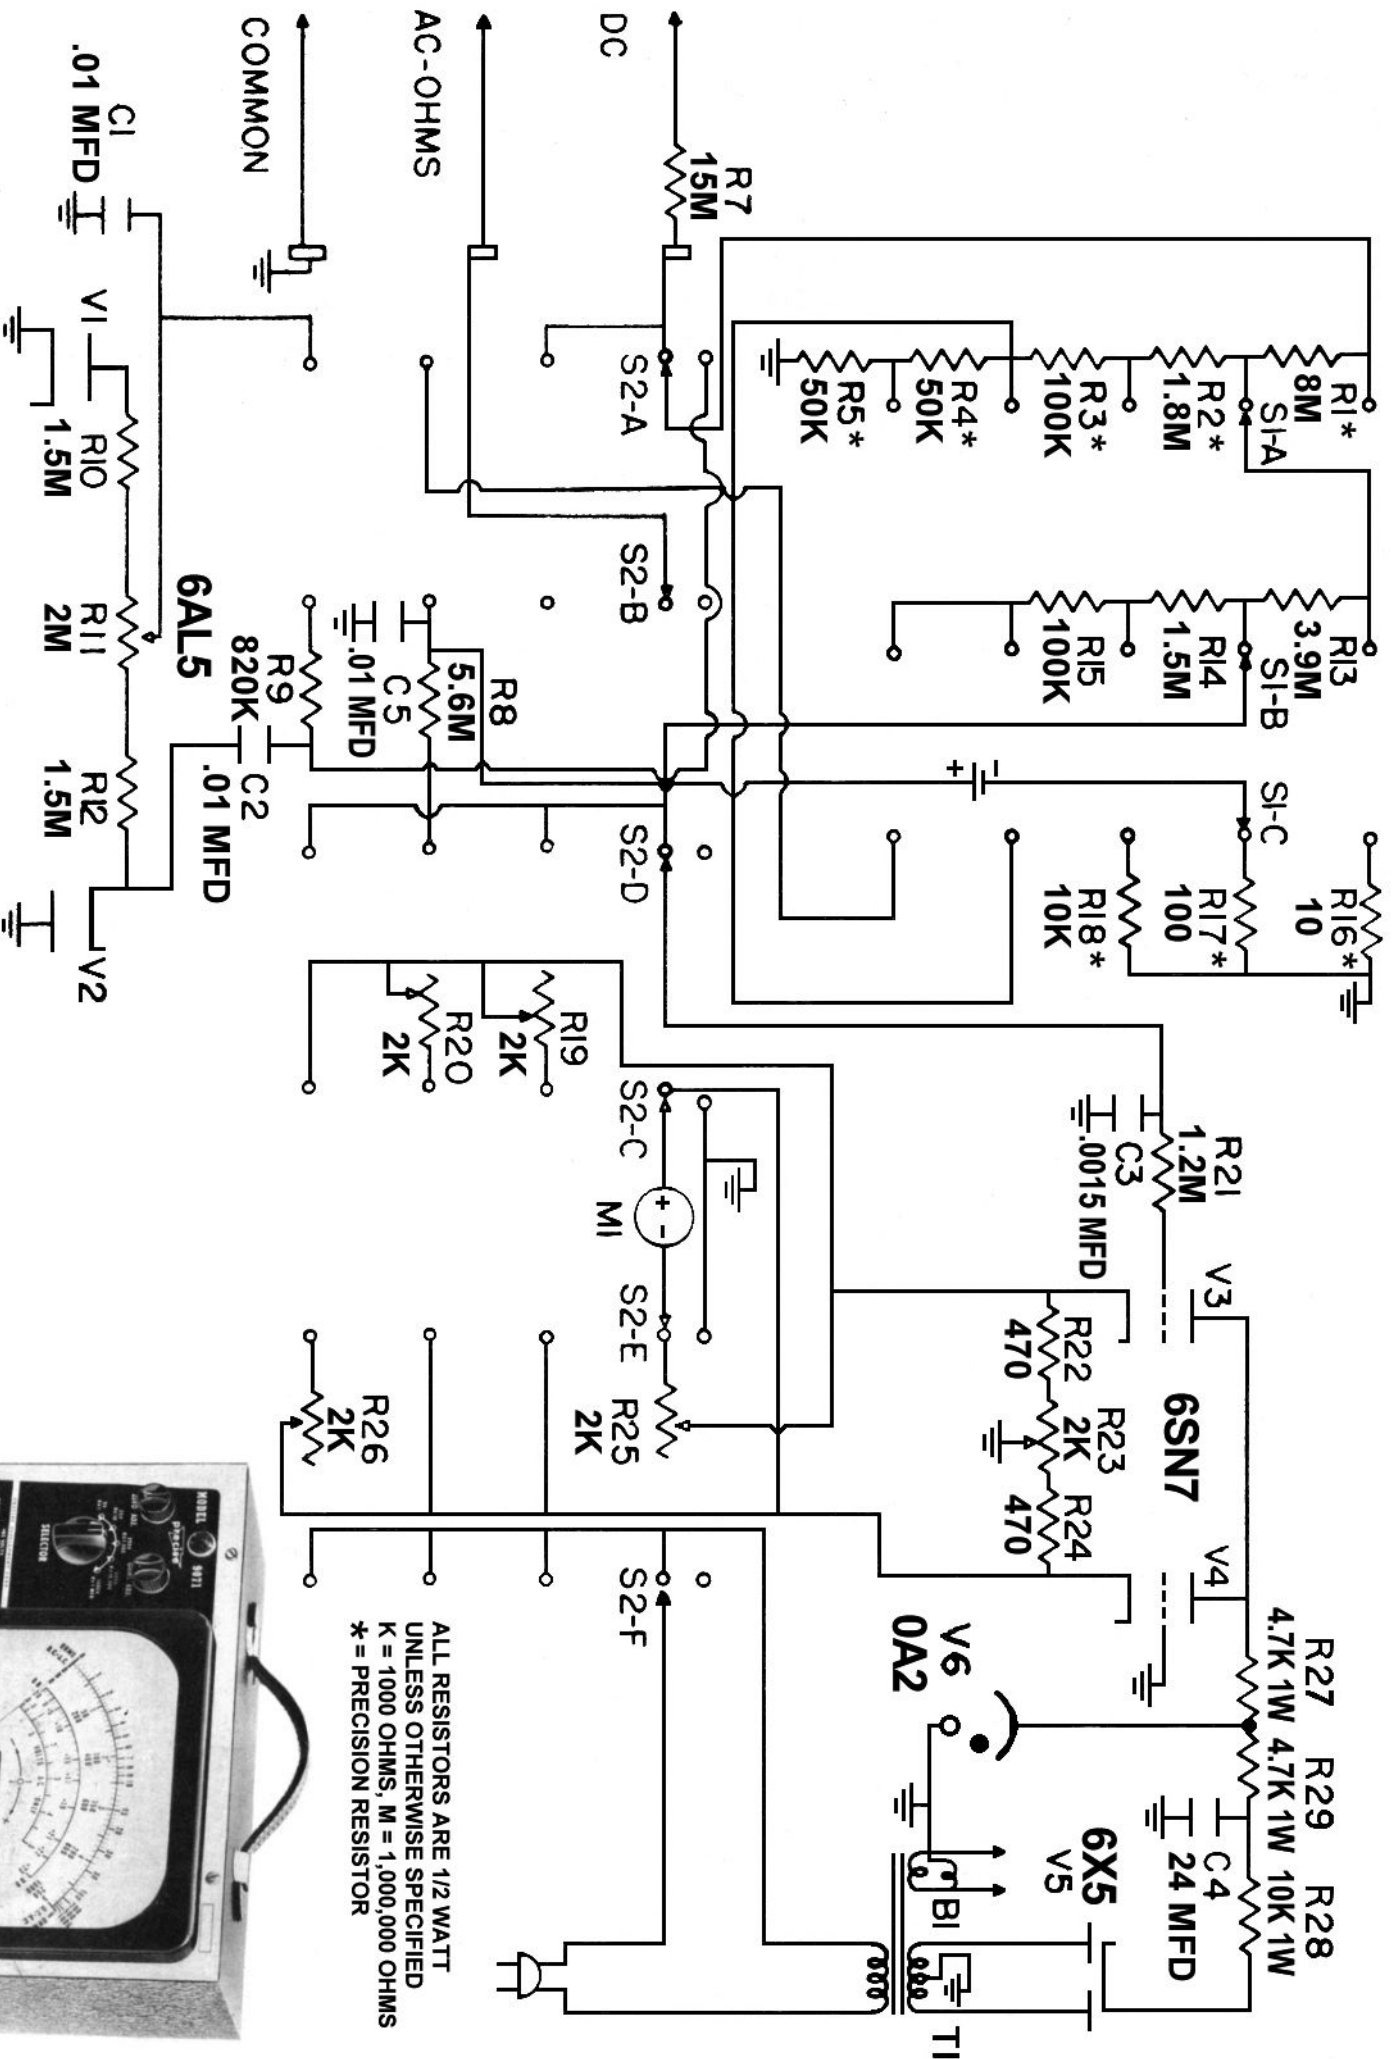 DC
AC-OHMS
COMMON
C1
.01 MFD
R7
15M
R1*
8M
S1-A
R2*
1.8M
R3*
100K
R4*
50K
R5*
50K
S2-A
S2-B
R13
3.9M
S1-B
R14
1.5M
R15
100K
S1-C
R16*
10
R17*
100
R18*
10K
+ -
R8
5.6M
C5
.01 MFD
R9
820K
C2
.01 MFD
V1
R10
1.5M
R11
2M
6AL5
R12
1.5M
V2
S2-D
R19
2K
R20
2K
S2-C
+ -
M1
S2-E
R25
2K
R26
2K
S2-F
R21
1.2M
C3
.0015 MFD
V3
6SN7
V4
R22
470
R23
2K
R24
470
R27
4.7K 1W
R29
4.7K 1W
R28
10K 1W
C4
24 MFD
V6
0A2
6X5
V5
B1
T1
ALL RESISTORS ARE 1/2 WATT
UNLESS OTHERWISE SPECIFIED
K = 1000 OHMS, M = 1,000,000 OHMS
* = PRECISION RESISTOR
MODEL 9071
Precise
SELECTOR